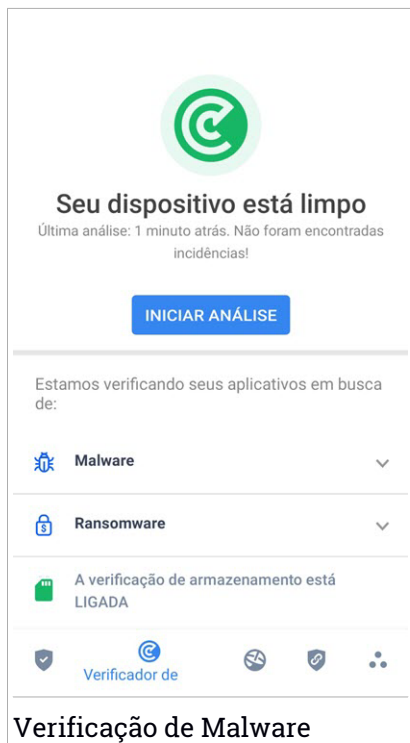 Seu dispositivo está limpo
Última análise: 1 minuto atrás. Não foram encontradas
incidências!
INICIAR ANÁLISE
Estamos verificando seus aplicativos em busca
de:
Malware
Ransomware
A verificação de armazenamento está
LIGADA
Verificador de
Verificação de Malware